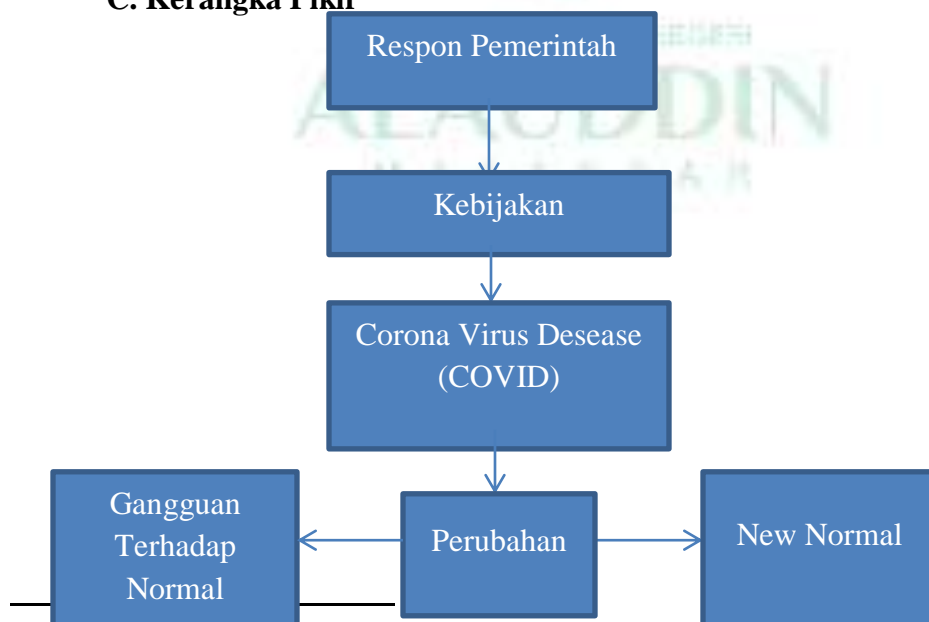 C. Kerangka Pikir
Respon Pemerintah
ALAUDDIN
Kebijakan
Corona Virus Desease
(COVID)
Gangguan
Terhadap
Normal
Perubahan
New Normal